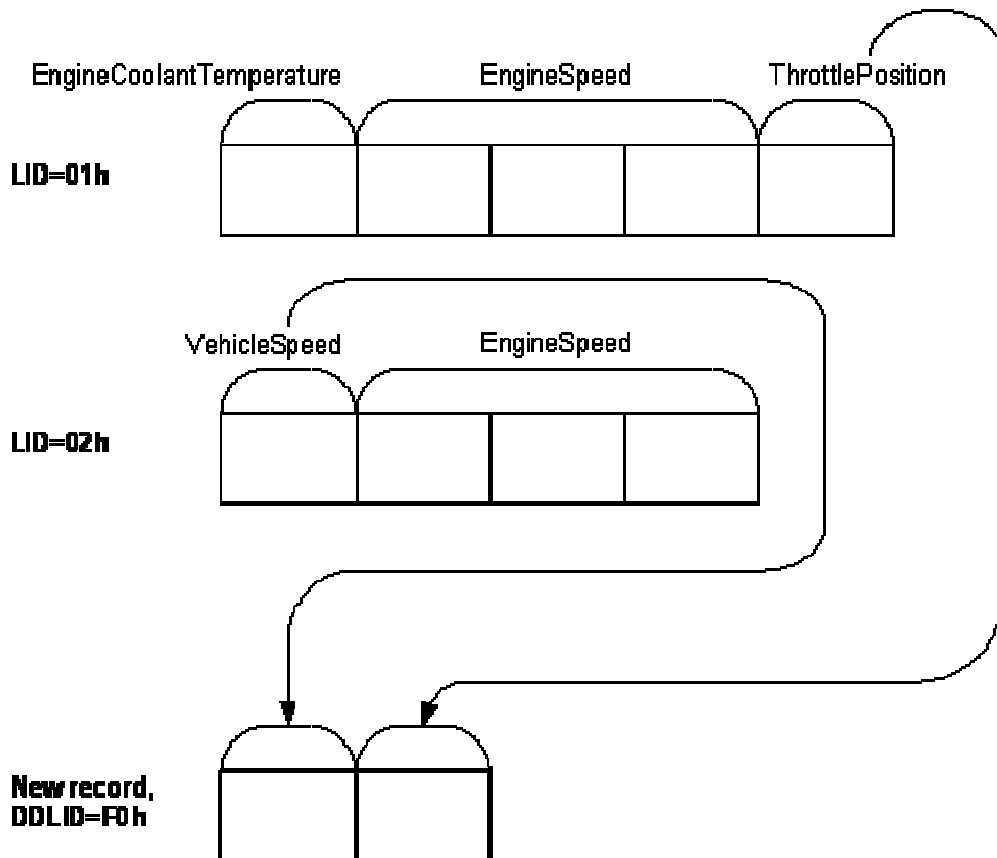 EngineCoolantTemperature EngineSpeed ThrottlePosition
LID=01h
VehicleSpeed EngineSpeed
LID=02h
New record,
DDLID=F0h